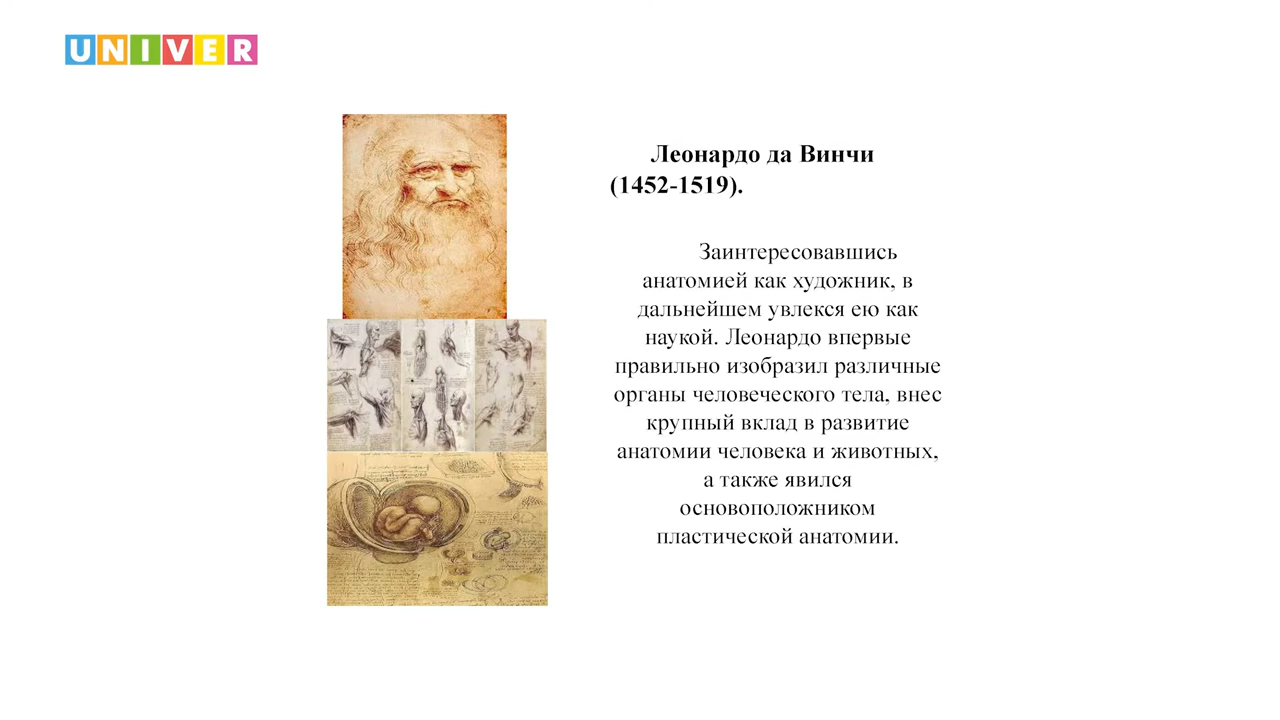 UNIVER
Леонардо да Винчи
(1452-1519).
Заинтересовавшись
анатомией как художник, в
дальнейшем увлекся ею как
наукой. Леонардо впервые
правильно изобразил различные
органы человеческого тела, внес
крупный вклад в развитие
анатомии человека и животных,
а также явился
основоположником
пластической анатомии.